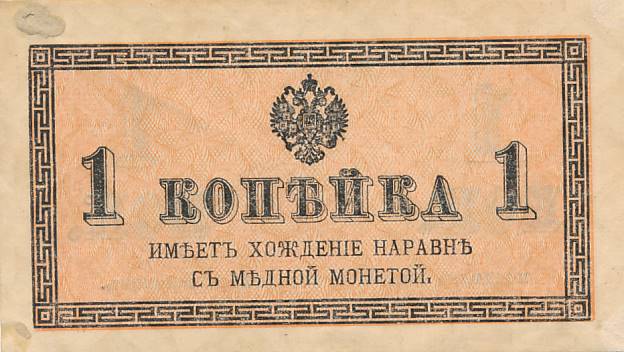 1 КОПѢЙКА 1
ИМѢЕТЪ ХОЖДЕНІЕ НАРАВНѢ
СЪ МѢДНОЙ МОНЕТОЙ.